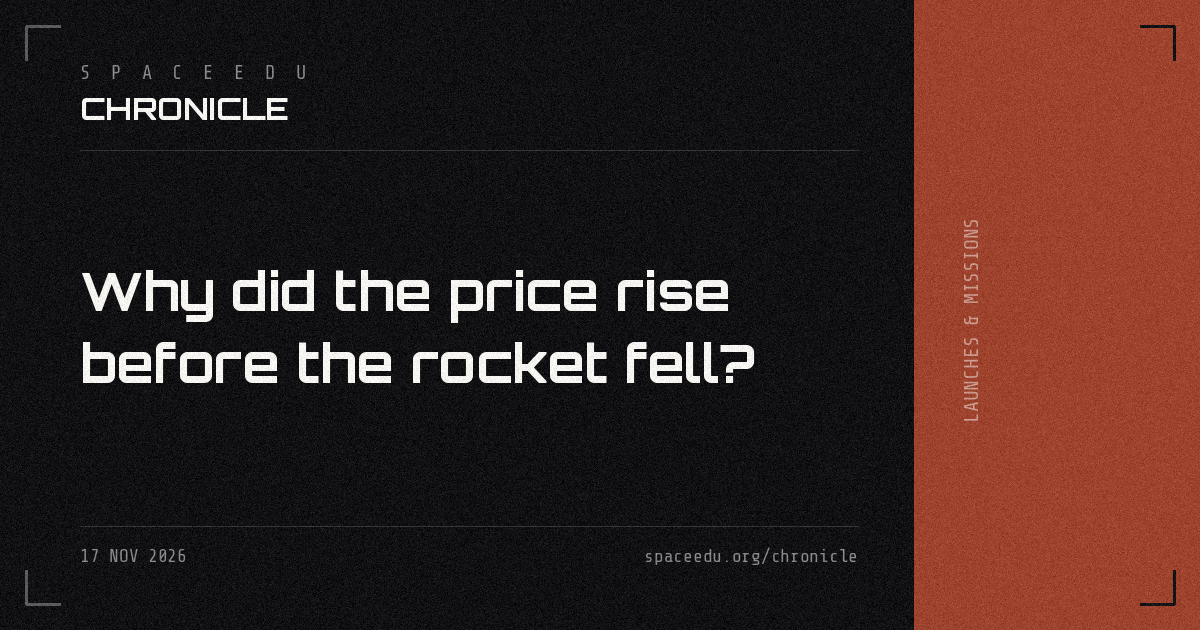 SPACEEDU
CHRONICLE
Why did the price rise
before the rocket fell?
17 NOV 2026
spaceedu.org/chronicle
LAUNCHES & MISSIONS